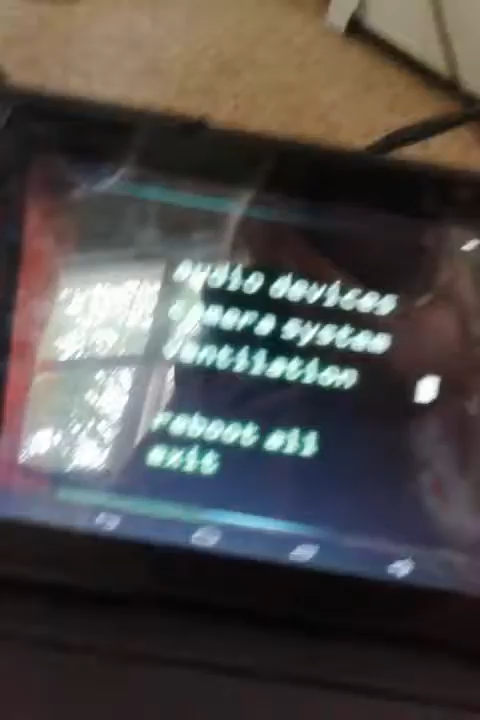 audio devices
camera system
ventilation
reboot all
exit